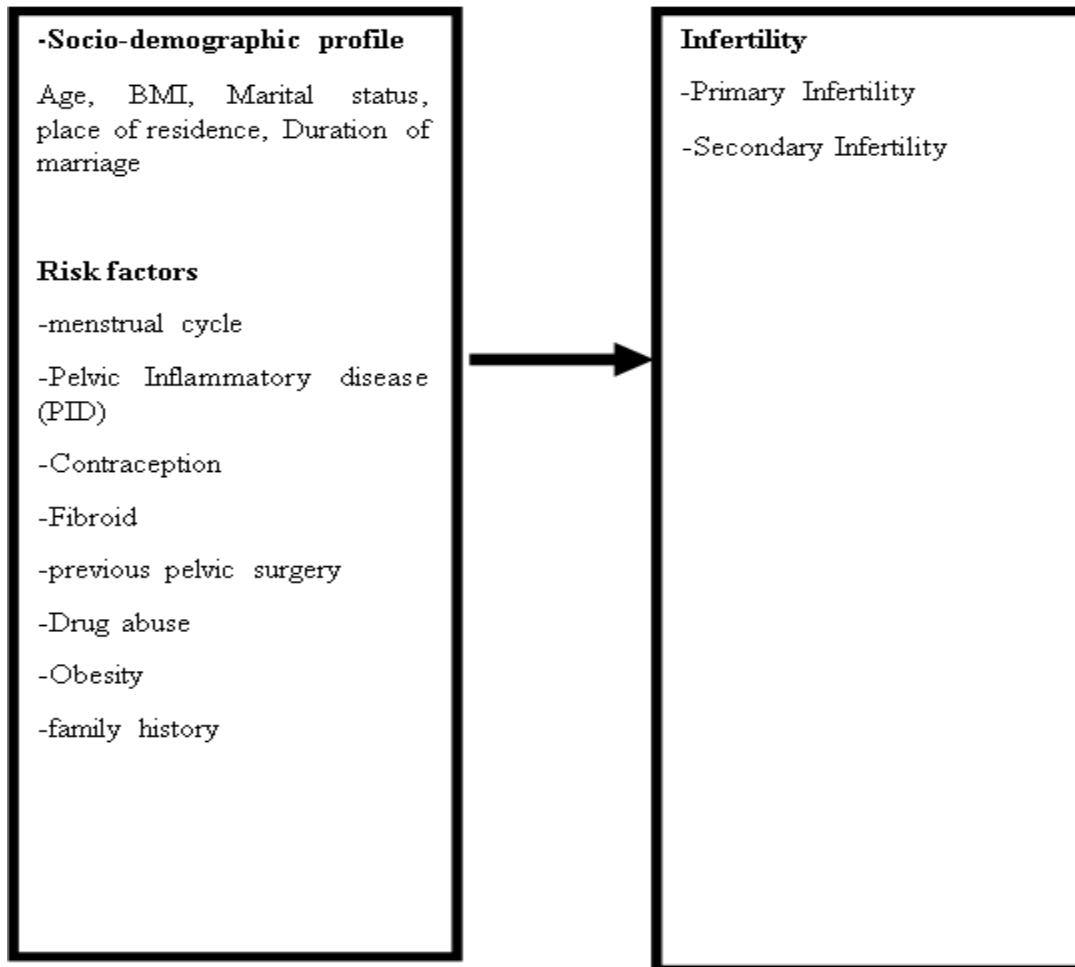 -Socio-demographic profile
Age, BMI, Marital status,
place of residence, Duration of
marriage
Risk factors
-menstrual cycle
-Pelvic Inflammatory disease
(PID)
-Contraception
-Fibroid
-previous pelvic surgery
-Drug abuse
-Obesity
-family history
Infertility
-Primary Infertility
-Secondary Infertility